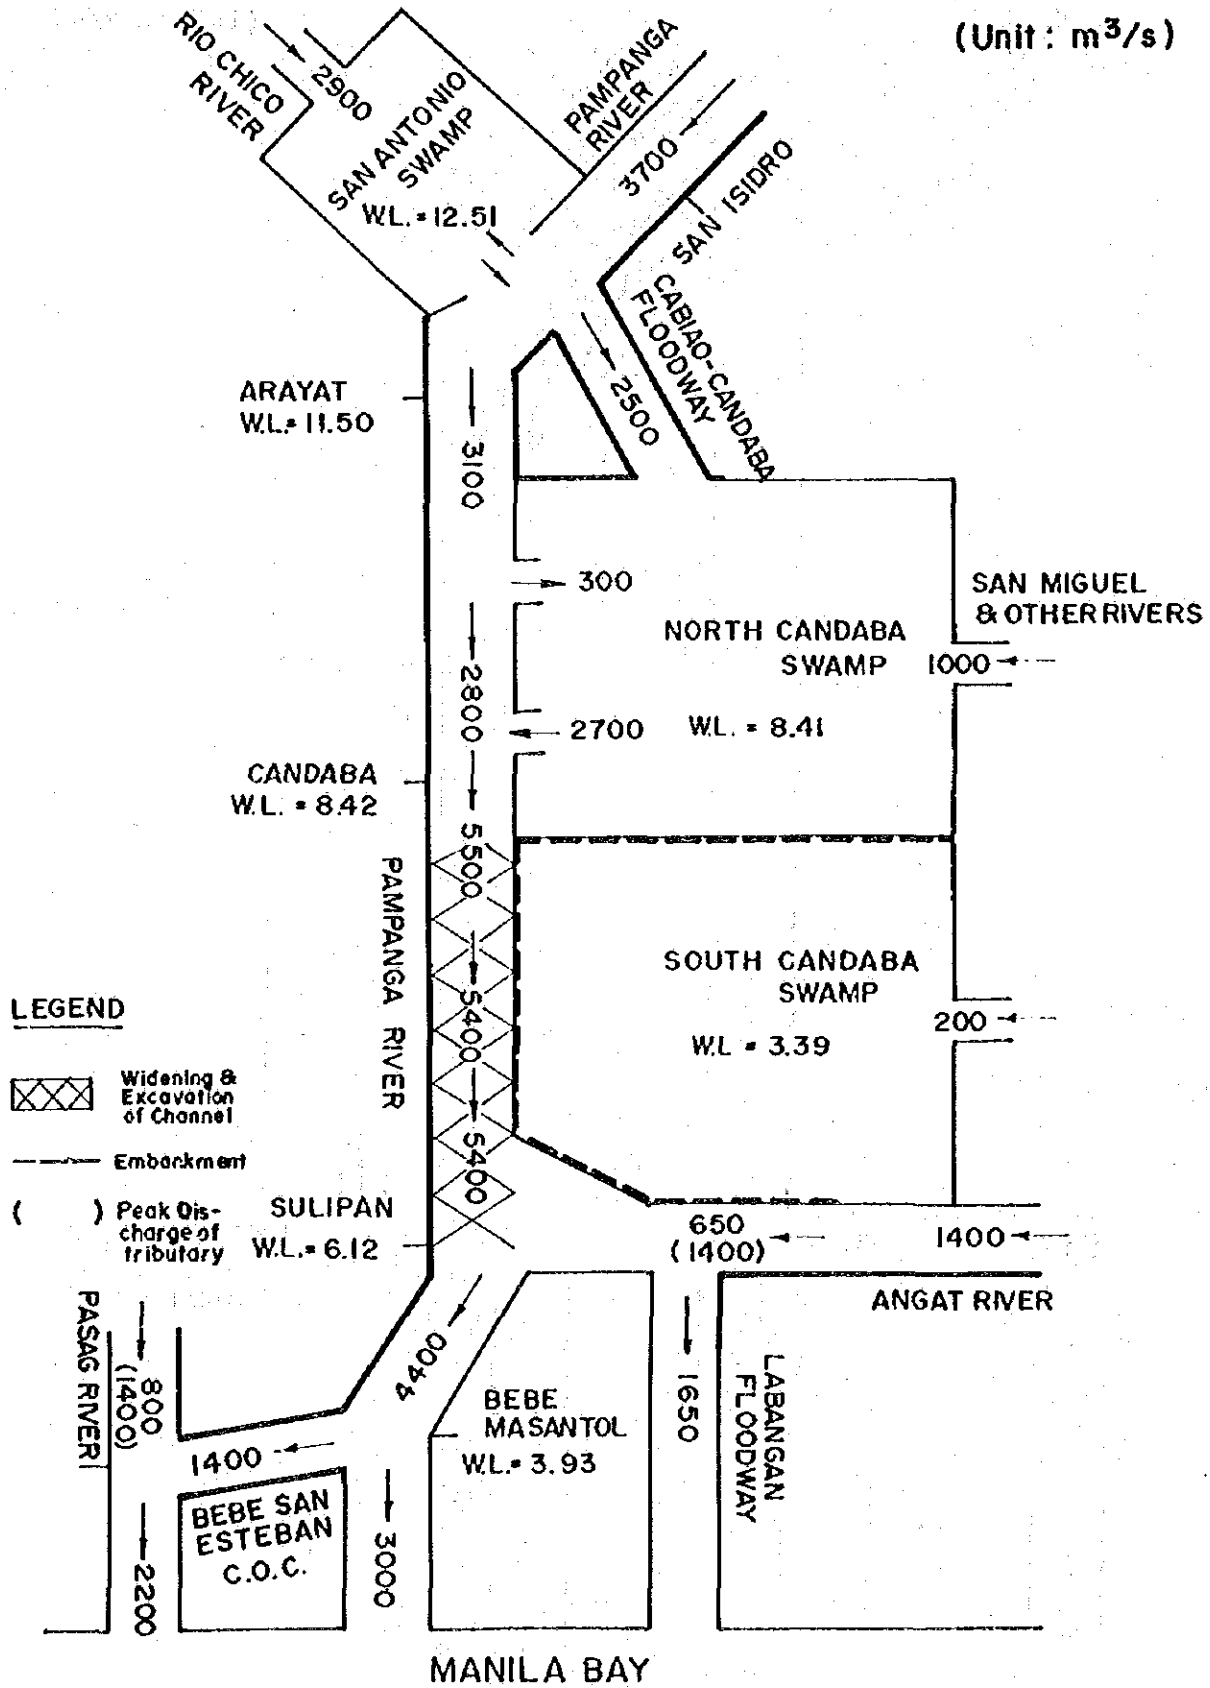 (Unit : m³/s)
RIO CHICO
RIVER
2900
SAN ANTONIO
SWAMP
W.L. = 12.51
PAMPANGA
RIVER
3700
SAN ISIDRO
CABIAO-CANDABA
FLOODWAY
2500
ARAYAT
W.L.= 11.50
3100
300
SAN MIGUEL
& OTHER RIVERS
NORTH CANDABA
SWAMP
1000
2800
2700
W.L. = 8.41
CANDABA
W.L. = 8.42
5500
PAMPANGA RIVER
SOUTH CANDABA
SWAMP
W.L = 3.39
200
5400
5400
LEGEND
Widening &
Excavation
of Channel
Embankment
( ) Peak Dis-
charge of
tributary
SULIPAN
W.L.= 6.12
650
(1400)
1400
ANGAT RIVER
PASAG RIVER
800
(1400)
4400
BEBE
MASANTOL
W.L.= 3.93
1650
LABANGAN
FLOODWAY
1400
BEBE SAN
ESTEBAN
C.O.C.
2200
3000
MANILA BAY